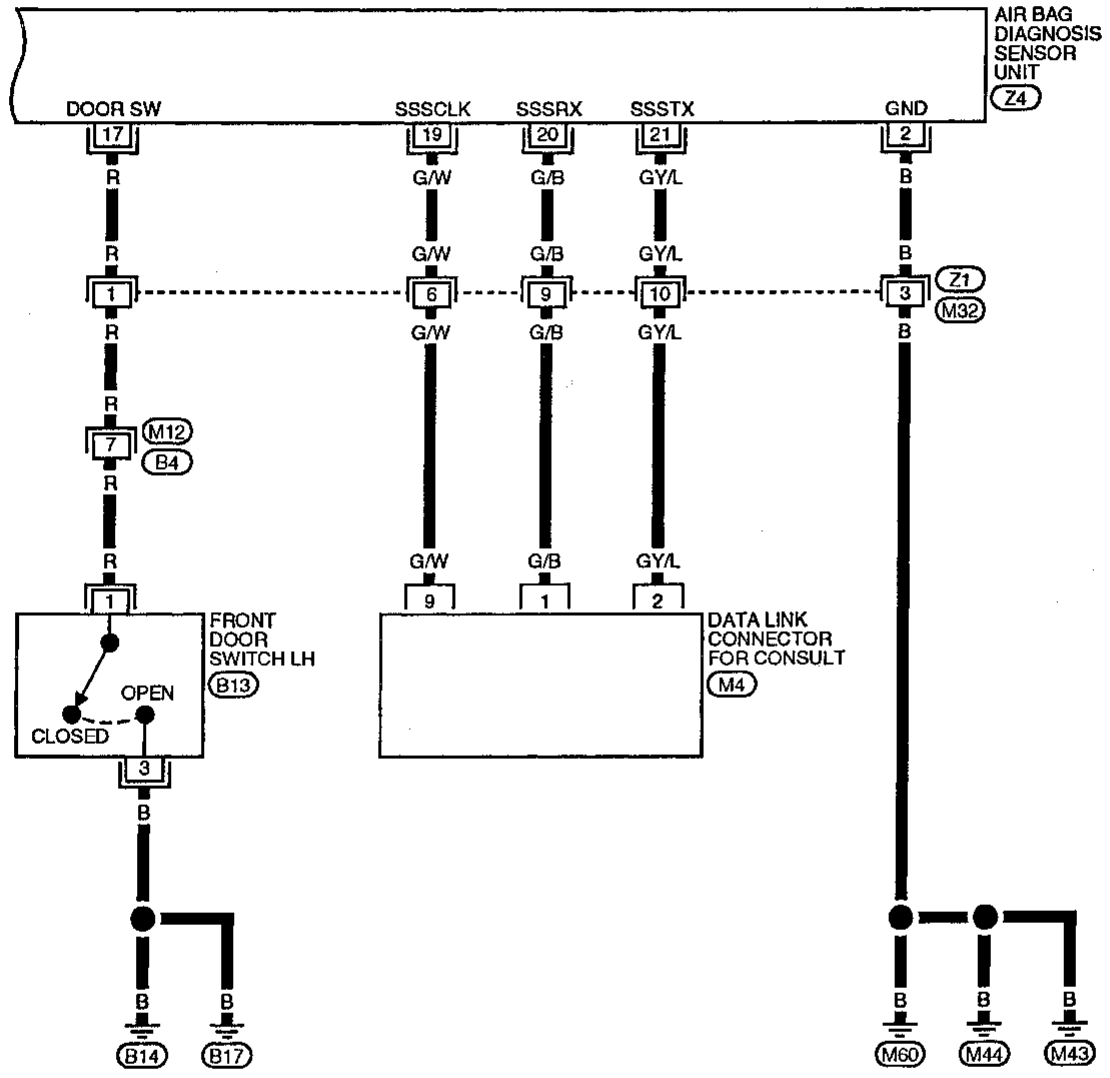 AIR BAG
DIAGNOSIS
SENSOR
UNIT
Z4
DOOR SW SSSCLK SSSRX SSSTX GND
17 19 20 21 2
R G/W G/B GY/L B
R G/W G/B GY/L B
1 6 9 10 3 Z1
M32
R G/W G/B GY/L B
R
7 M12
B4
R
R G/W G/B GY/L
1 9 1 2
FRONT
DOOR
SWITCH LH
B13
OPEN
CLOSED
DATA LINK
CONNECTOR
FOR CONSULT
M4
3
B
B B B B B
B14 B17 M60 M44 M43